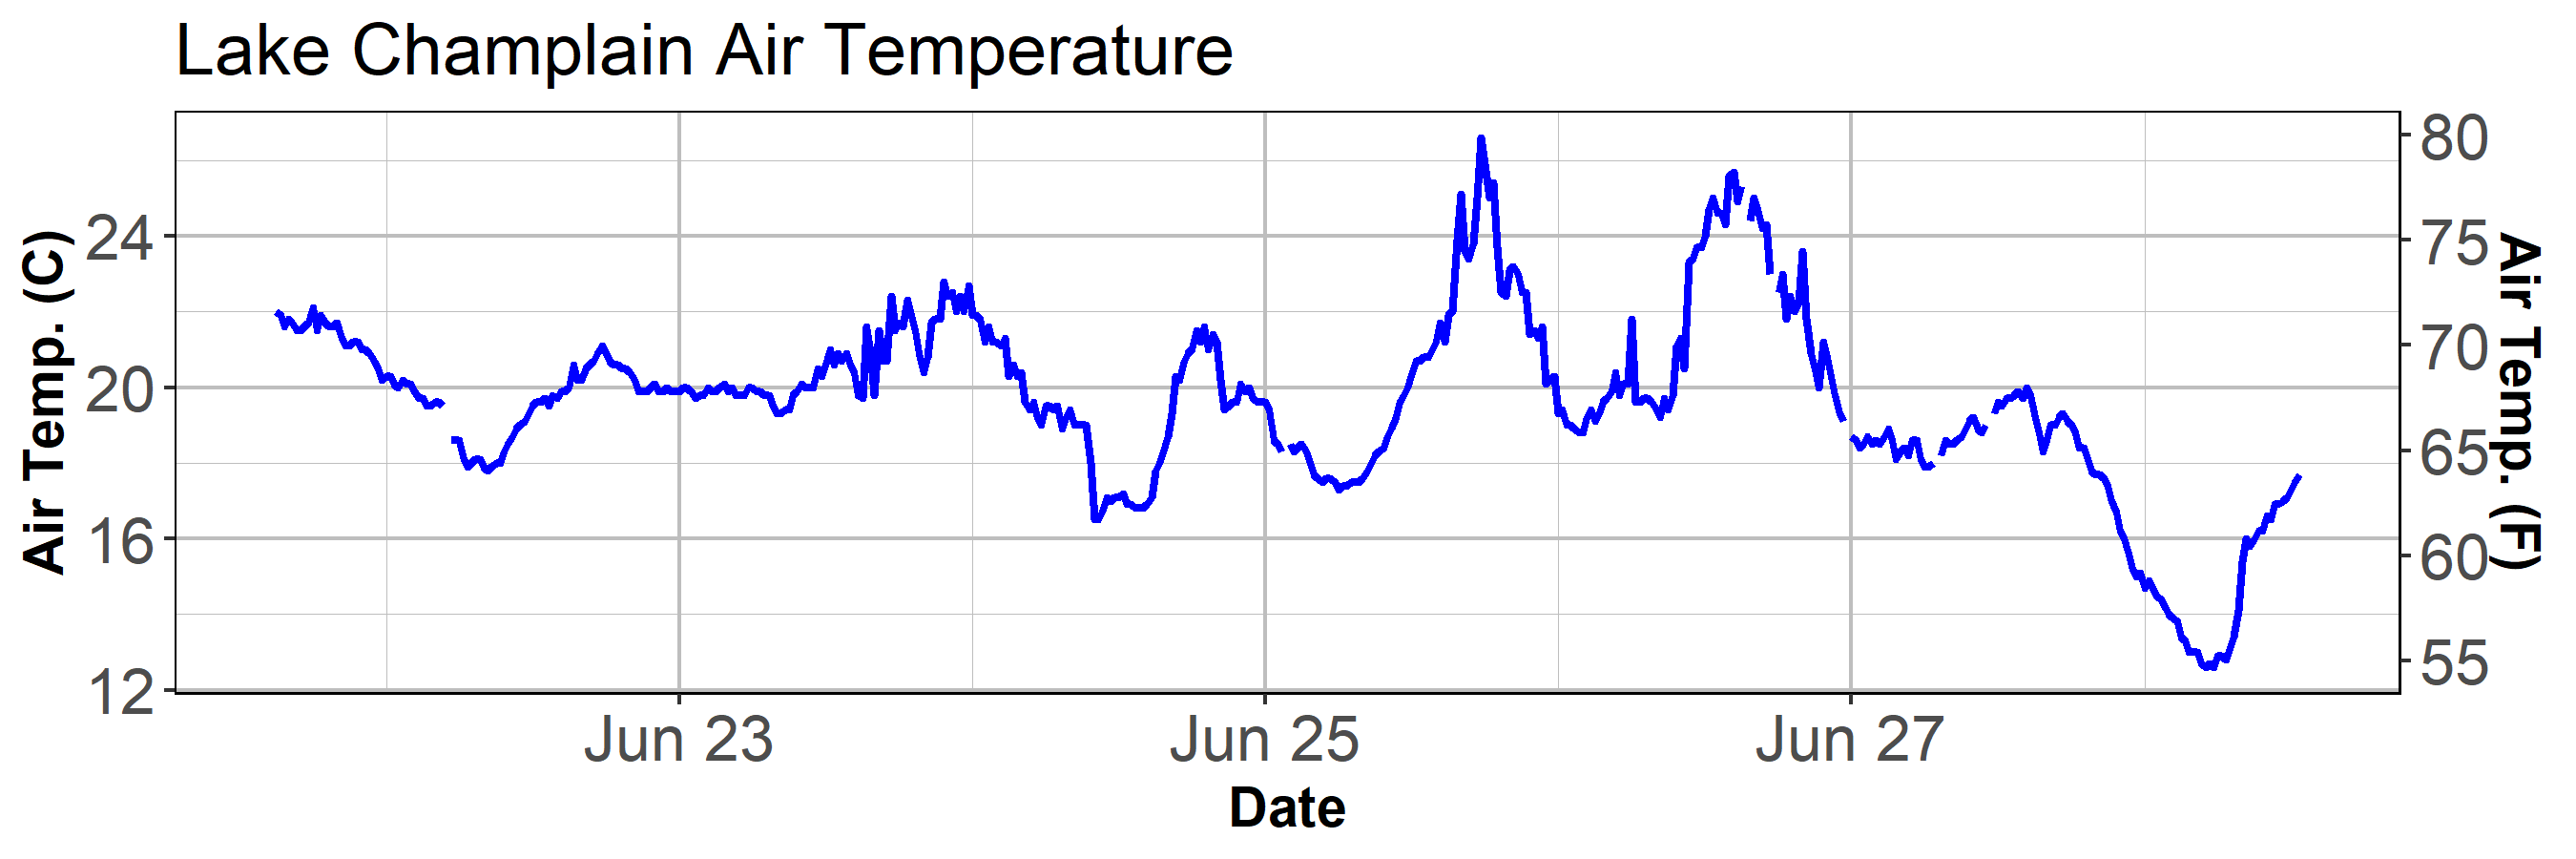 Lake Champlain Air Temperature
Air Temp. (C)
24
20
16
12
80
75
70
65
60
55
Air Temp. (F)
Jun 23
Jun 25
Jun 27
Date